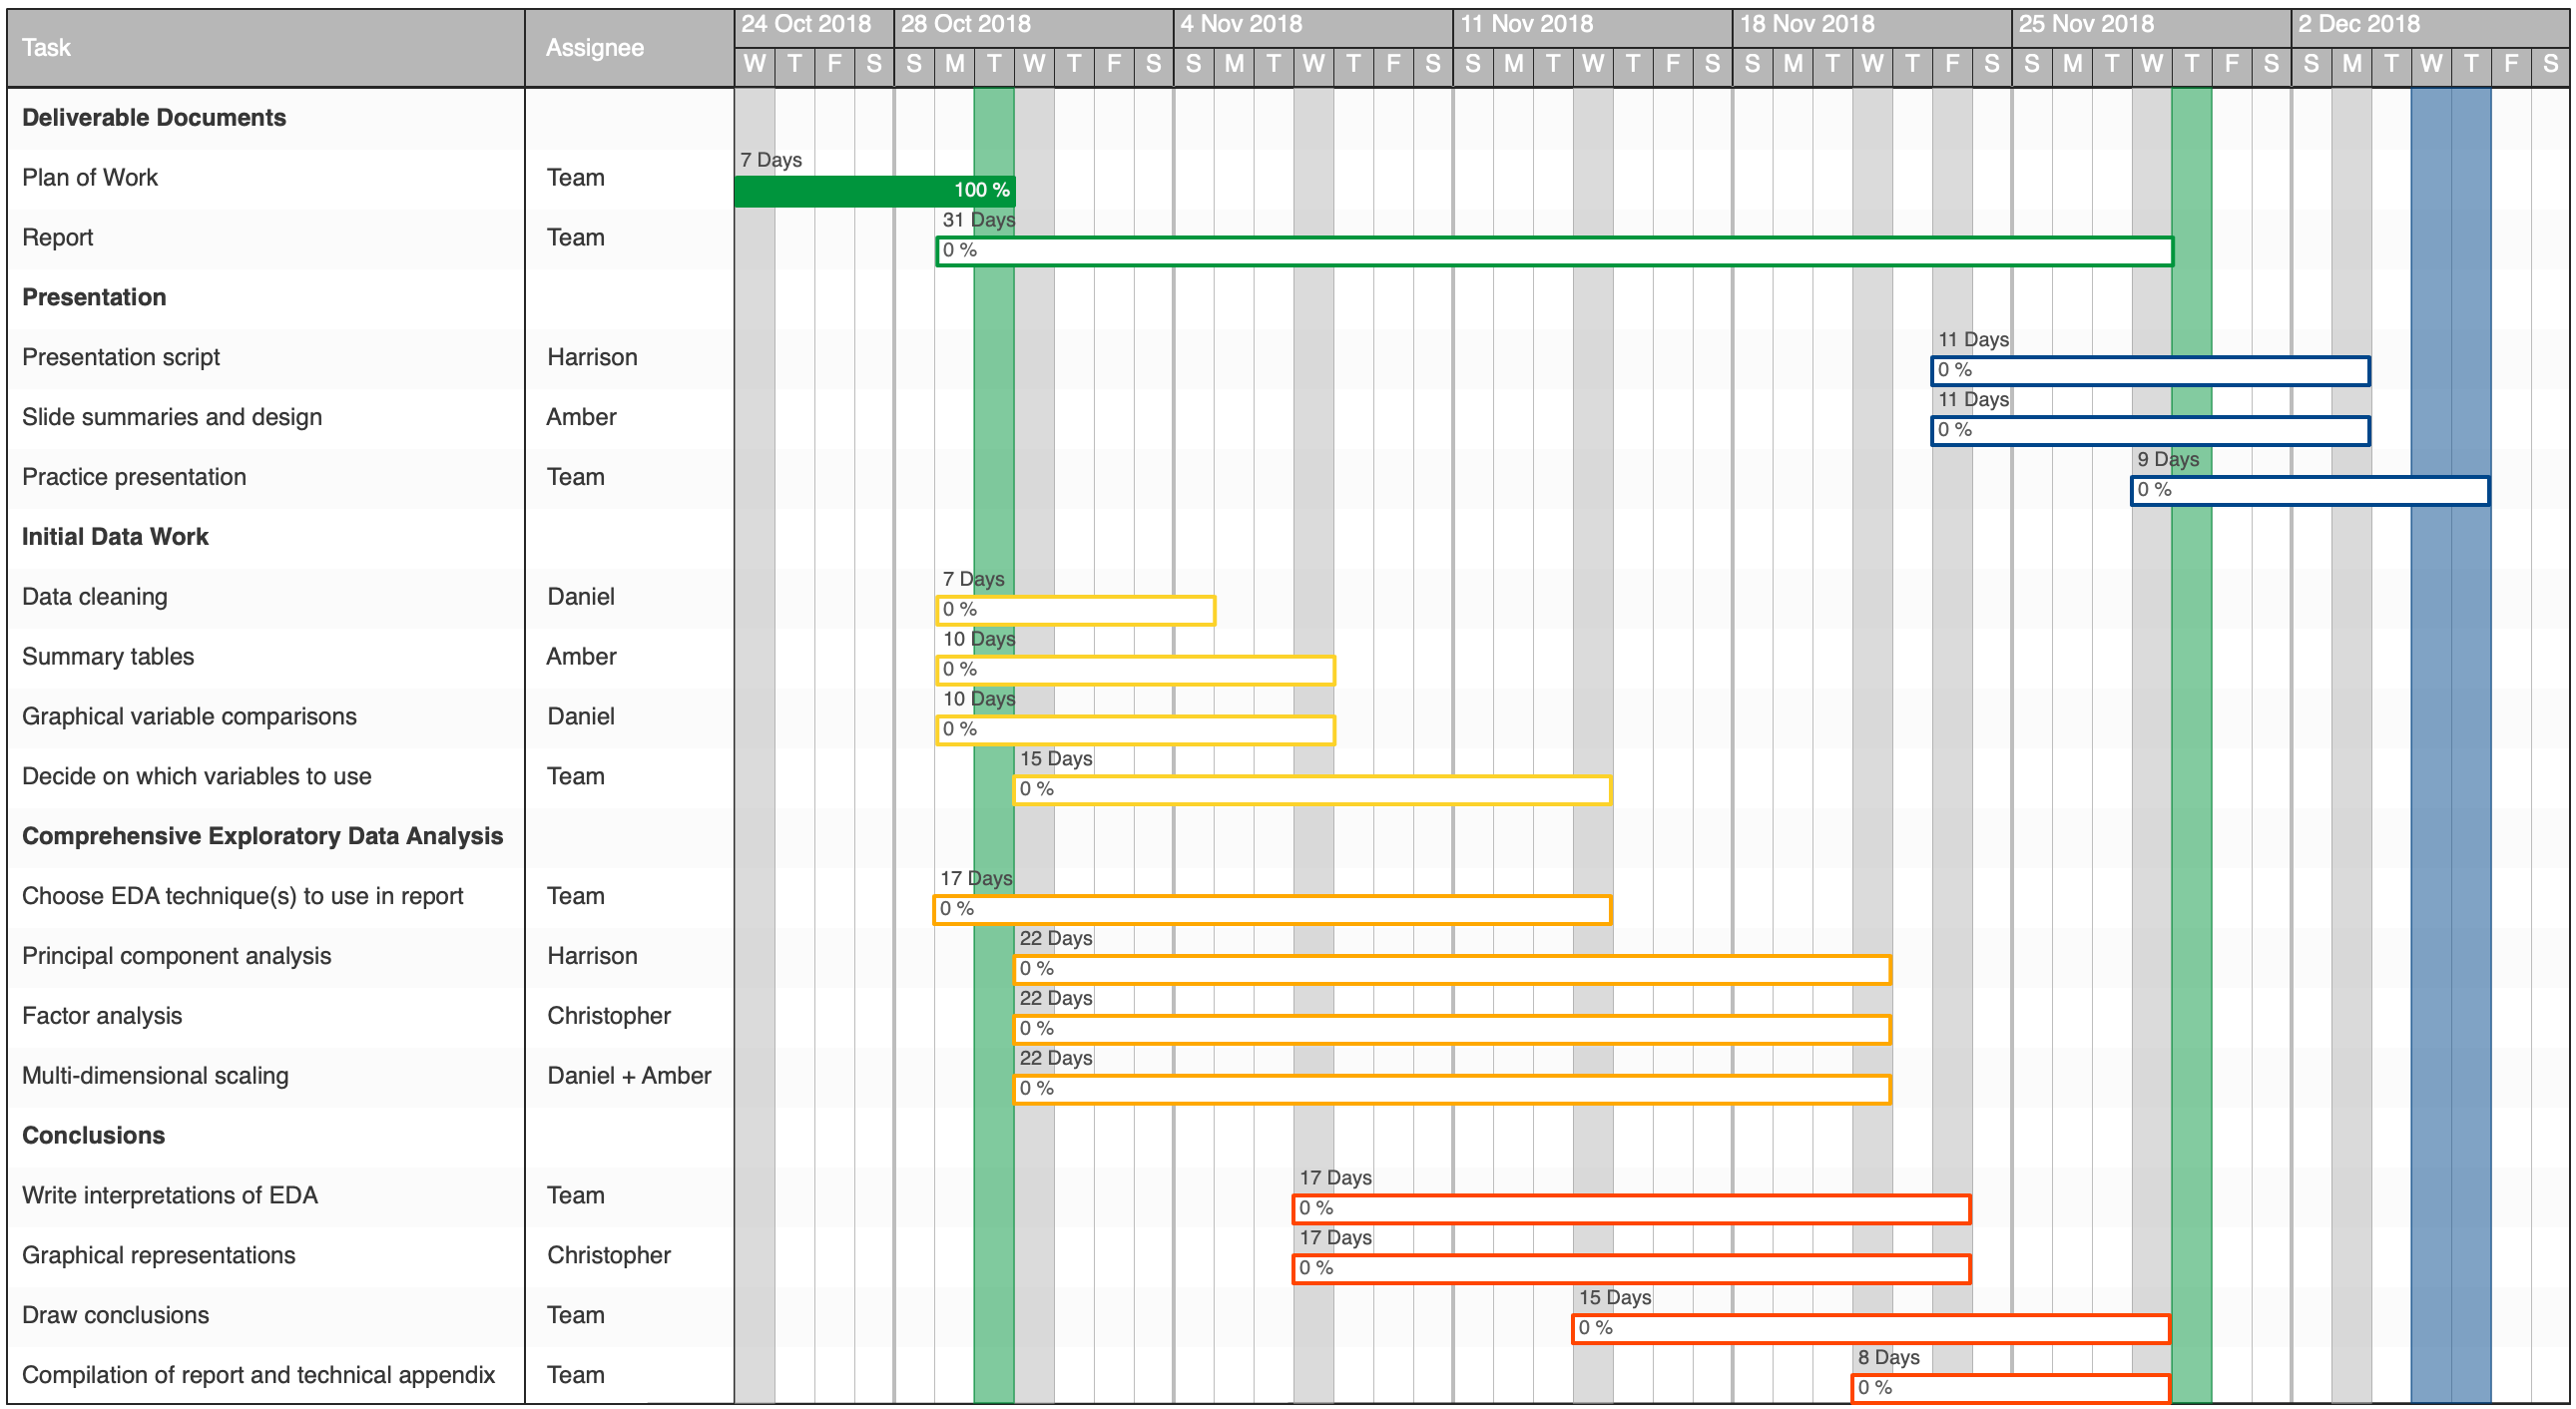 Task Assignee 24 Oct 2018 28 Oct 2018 4 Nov 2018 11 Nov 2018 18 Nov 2018 25 Nov 2018 2 Dec 2018
W T F S S M T W T F S S M T W T F S S M T W T F S S M T W T F S S M T W T F S S M T W T F S
Deliverable Documents
7 Days
Plan of Work Team 100 %
31 Days
Report Team 0 %
Presentation
11 Days
Presentation script Harrison 0 %
11 Days
Slide summaries and design Amber 0 %
9 Days
Practice presentation Team 0 %
Initial Data Work
7 Days
Data cleaning Daniel 0 %
10 Days
Summary tables Amber 0 %
10 Days
Graphical variable comparisons Daniel 0 %
15 Days
Decide on which variables to use Team 0 %
Comprehensive Exploratory Data Analysis
17 Days
Choose EDA technique(s) to use in report Team 0 %
22 Days
Principal component analysis Harrison 0 %
22 Days
Factor analysis Christopher 0 %
22 Days
Multi-dimensional scaling Daniel + Amber 0 %
Conclusions
17 Days
Write interpretations of EDA Team 0 %
17 Days
Graphical representations Christopher 0 %
15 Days
Draw conclusions Team 0 %
8 Days
Compilation of report and technical appendix Team 0 %